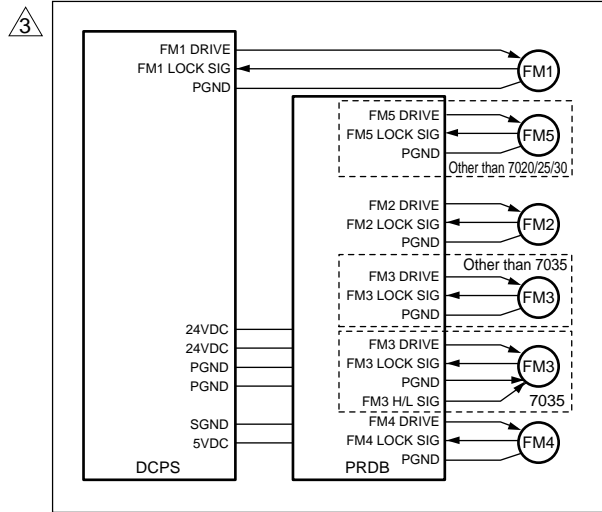 3
FM1 DRIVE
FM1 LOCK SIG
PGND
FM1
FM5 DRIVE
FM5 LOCK SIG
PGND
FM5
Other than 7020/25/30
FM2 DRIVE
FM2 LOCK SIG
PGND
FM2
Other than 7035
FM3 DRIVE
FM3 LOCK SIG
PGND
FM3
24VDC
24VDC
PGND
PGND
FM3 DRIVE
FM3 LOCK SIG
PGND
FM3 H/L SIG
FM3
7035
SGND
5VDC
FM4 DRIVE
FM4 LOCK SIG
PGND
FM4
DCPS
PRDB